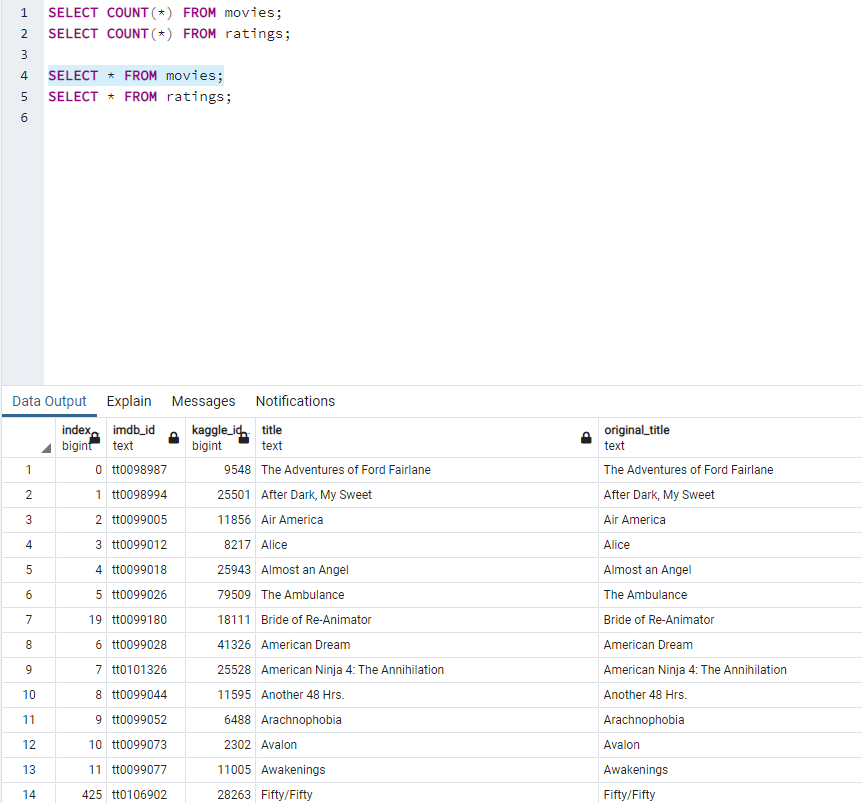 1 SELECT COUNT(*) FROM movies;
2 SELECT COUNT(*) FROM ratings;
3
4 SELECT * FROM movies;
5 SELECT * FROM ratings;
6
Data Output Explain Messages Notifications
index imdb_id kaggle_id title original_title
bigint text bigint text text
1 0 tt0098987 9548 The Adventures of Ford Fairlane The Adventures of Ford Fairlane
2 1 tt0098994 25501 After Dark, My Sweet After Dark, My Sweet
3 2 tt0099005 11856 Air America Air America
4 3 tt0099012 8217 Alice Alice
5 4 tt0099018 25943 Almost an Angel Almost an Angel
6 5 tt0099026 79509 The Ambulance The Ambulance
7 19 tt0099180 18111 Bride of Re-Animator Bride of Re-Animator
8 6 tt0099028 41326 American Dream American Dream
9 7 tt0101326 25528 American Ninja 4: The Annihilation American Ninja 4: The Annihilation
10 8 tt0099044 11595 Another 48 Hrs. Another 48 Hrs.
11 9 tt0099052 6488 Arachnophobia Arachnophobia
12 10 tt0099073 2302 Avalon Avalon
13 11 tt0099077 11005 Awakenings Awakenings
14 425 tt0106902 28263 Fifty/Fifty Fifty/Fifty